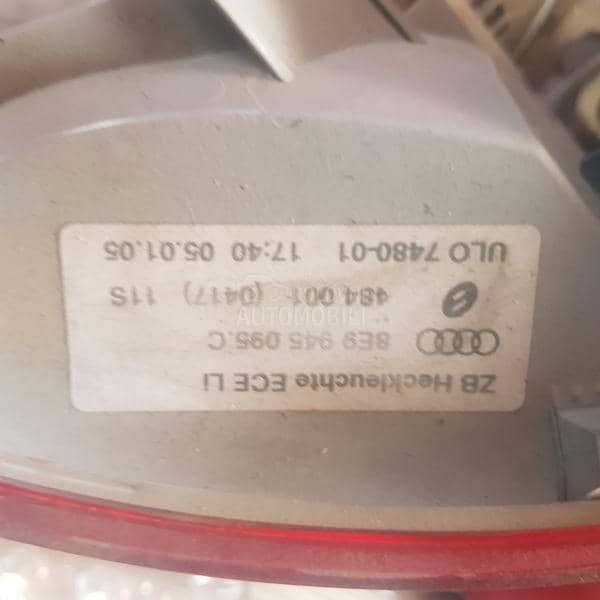 ZB Heckleuchte ECE Li
8E9 945 095.C
484 001 (0417) 11S
ULO 7480-01 17:40 05.01.05
AUTOMOBILI